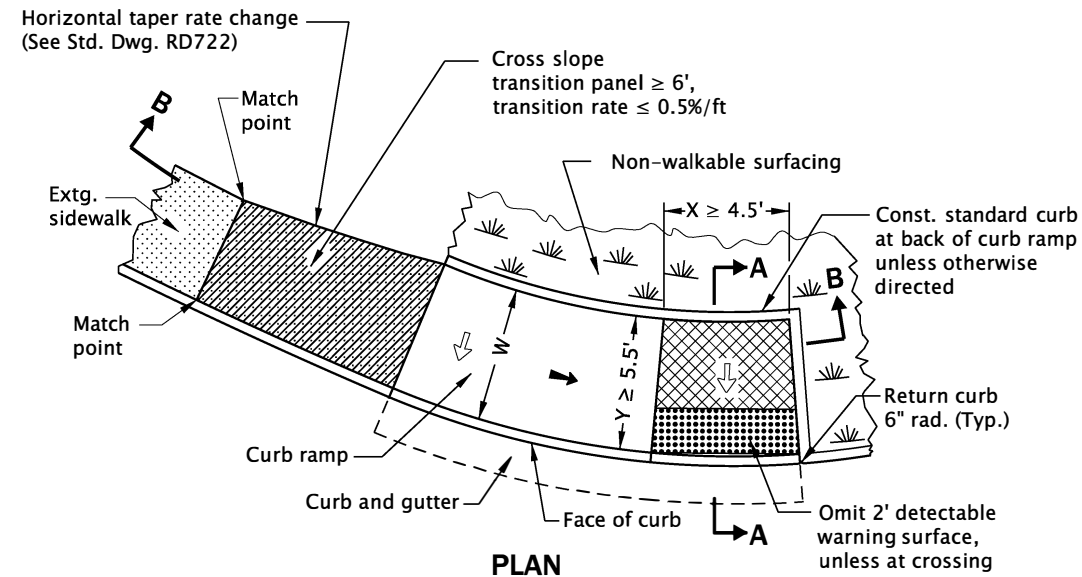 Horizontal taper rate change
(See Std. Dwg. RD722)
Cross slope
transition panel ≥ 6',
transition rate ≤ 0.5%/ft
B
Match
point
Non-walkable surfacing
Extg.
sidewalk
X ≥ 4.5'
Const. standard curb
at back of curb ramp
unless otherwise
directed
A
B
Match
point
W
Y ≥ 5.5'
Return curb
6" rad. (Typ.)
Curb ramp
Curb and gutter
Face of curb
A
Omit 2' detectable
warning surface,
unless at crossing
PLAN